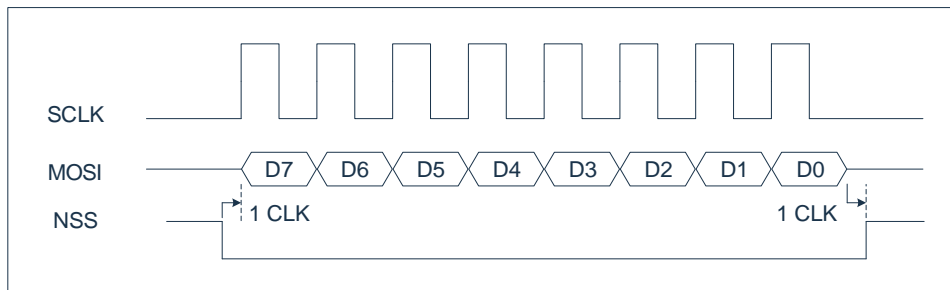 SCLK
MOSI D7 D6 D5 D4 D3 D2 D1 D0
1 CLK 1 CLK
NSS